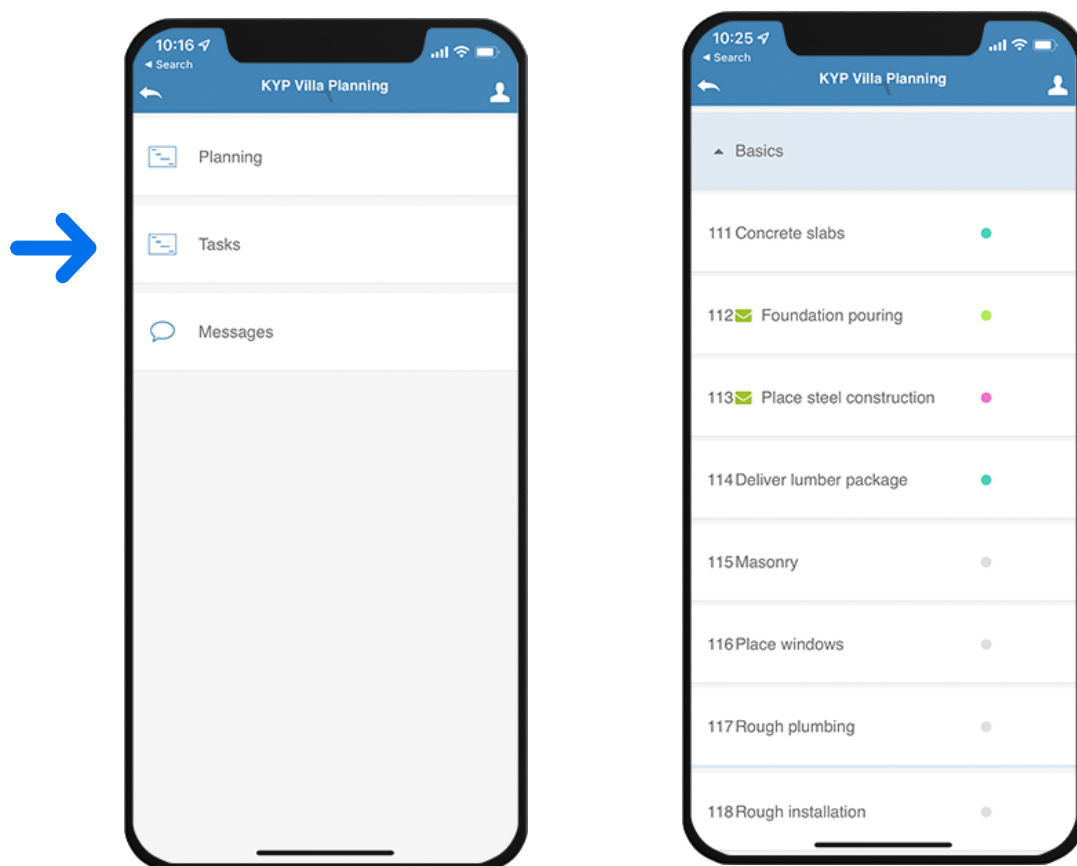 10:16
◄ Search
KYP Villa Planning
Planning
Tasks
Messages
10:25
◄ Search
KYP Villa Planning
Basics
111 Concrete slabs
112 Foundation pouring
113 Place steel construction
114 Deliver lumber package
115 Masonry
116 Place windows
117 Rough plumbing
118 Rough installation